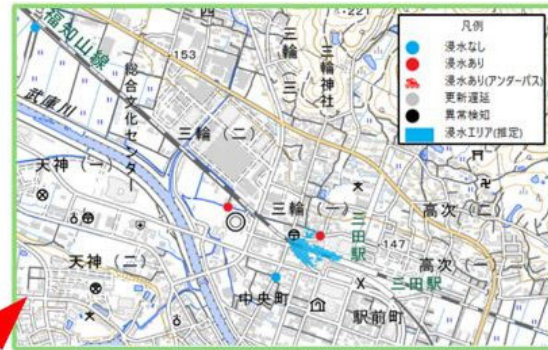 福知山線
153
三輪（三）
三輪神社
221
凡例
浸水なし
浸水あり
浸水あり(アンダーパス)
更新遅延
異常検知
浸水エリア(推定)
武庫川
総合文化センター
三輪（二）
天神（一）
三輪（一）
三田駅
高次（二）
147
天神（二）
三田駅
高次（一）
中央町
駅前町